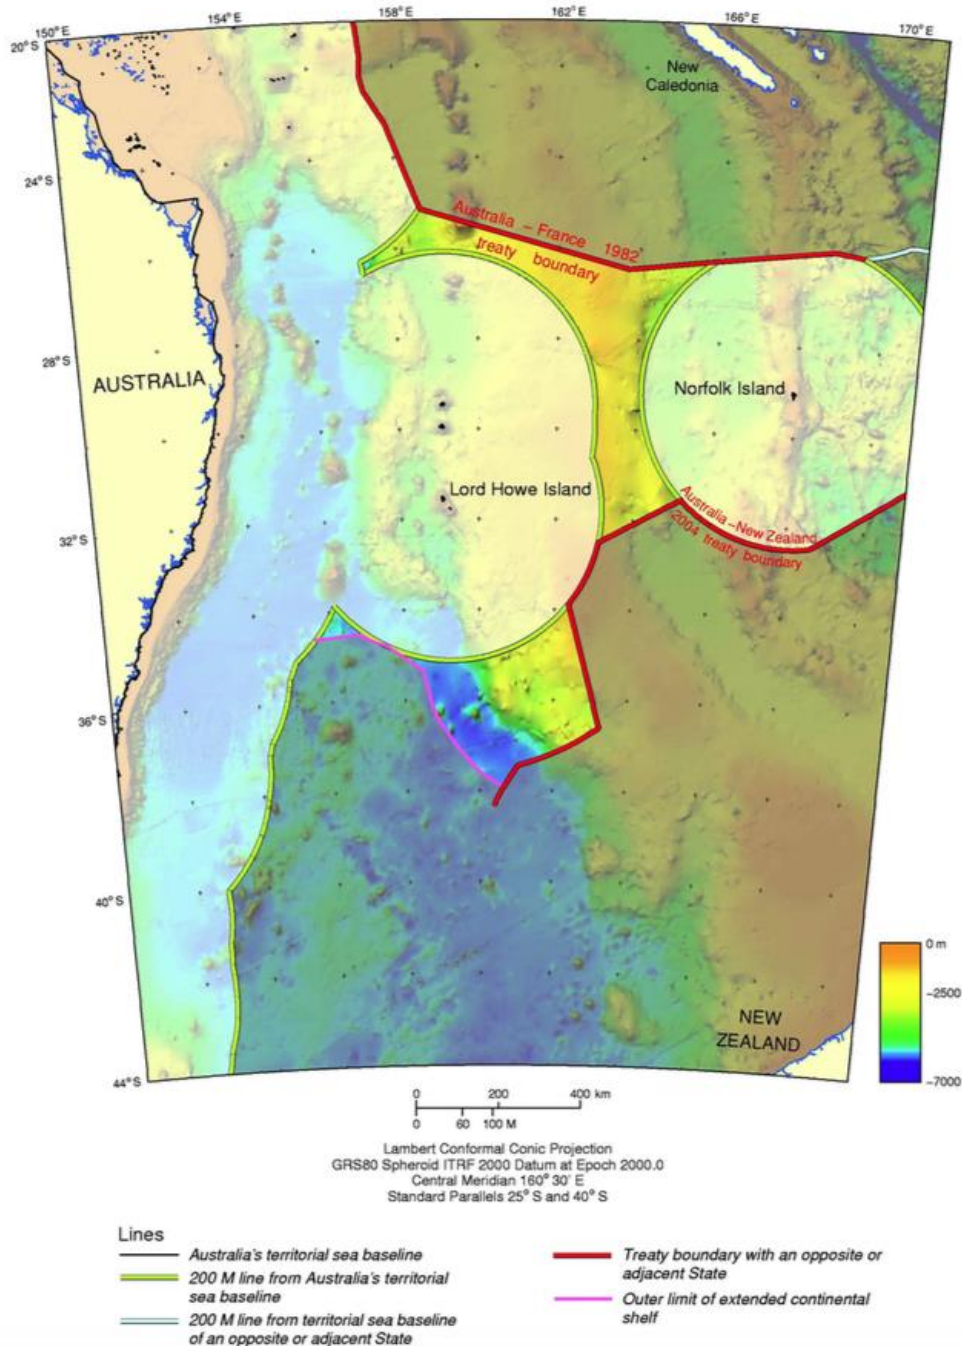 150° E
154° E
158° E
162° E
166° E
170° E
20° S
24° S
28° S
32° S
36° S
40° S
44° S
New
Caledonia
Australia – France 1982
treaty boundary
AUSTRALIA
Norfolk Island
Lord Howe Island
Australia –New Zealand
2004 treaty boundary
NEW
ZEALAND
0 m
–2500
–7000
0 200 400 km
0 60 100 M
Lambert Conformal Conic Projection
GRS80 Spheroid ITRF 2000 Datum at Epoch 2000.0
Central Meridian 160° 30' E
Standard Parallels 25° S and 40° S
Lines
Australia's territorial sea baseline
200 M line from Australia's territorial
sea baseline
200 M line from territorial sea baseline
of an opposite or adjacent State
Treaty boundary with an opposite or
adjacent State
Outer limit of extended continental
shelf